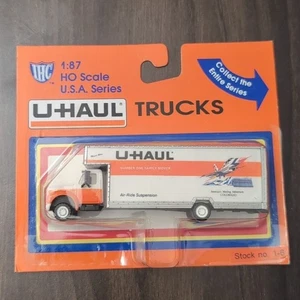 IHC
1:87
HO Scale
U.S.A. Series
Collect the
Entire Series
U-HAUL TRUCKS
U-HAUL
Air-Ride Suspension
Stock no.